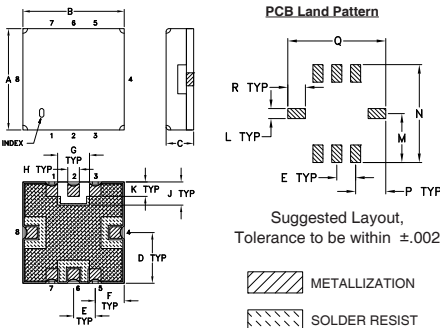 PCB Land Pattern
B
7 6 5
A
8
4
INDEX
1 2 3
C
Q
R TYP
L TYP
N
M
E TYP
P TYP
G
TYP
H TYP
1 2 3
K TYP
J TYP
8
4
D TYP
7 6 5
F TYP
E
TYP
Suggested Layout,
Tolerance to be within ±.002
METALLIZATION
SOLDER RESIST